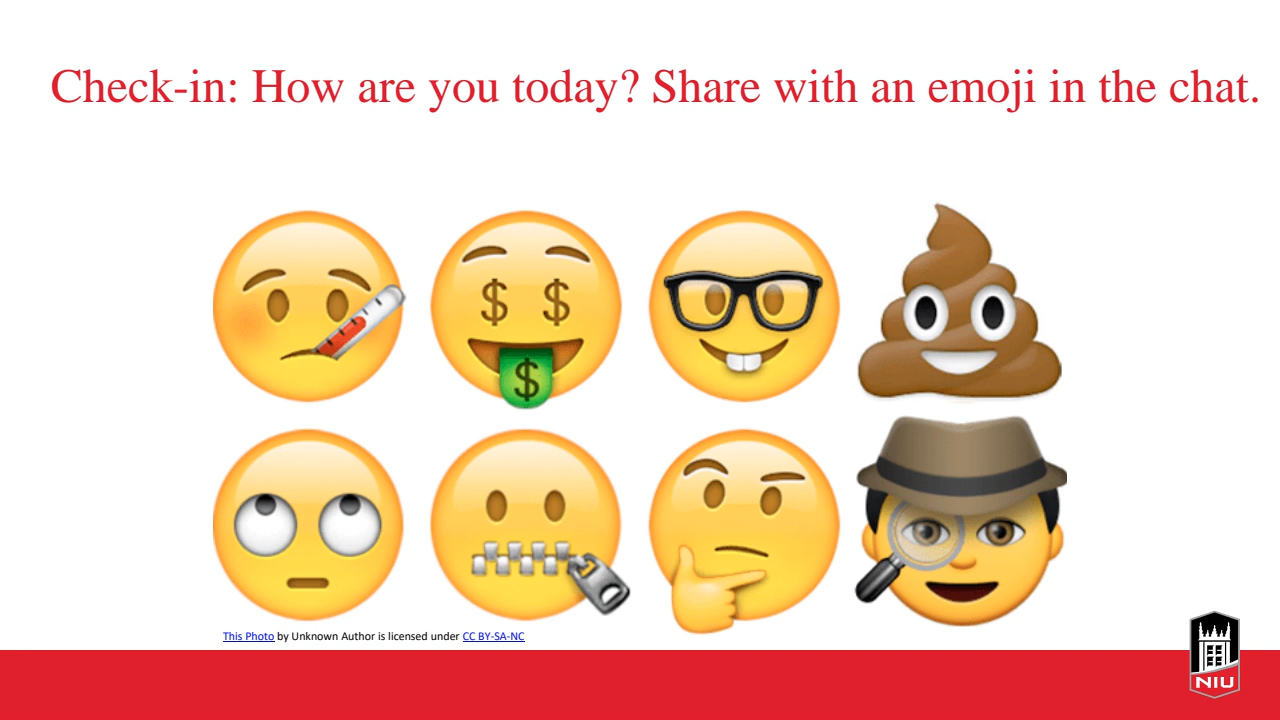 Check-in: How are you today? Share with an emoji in the chat.
$ $
$
This Photo by Unknown Author is licensed under CC BY-SA-NC
NIU